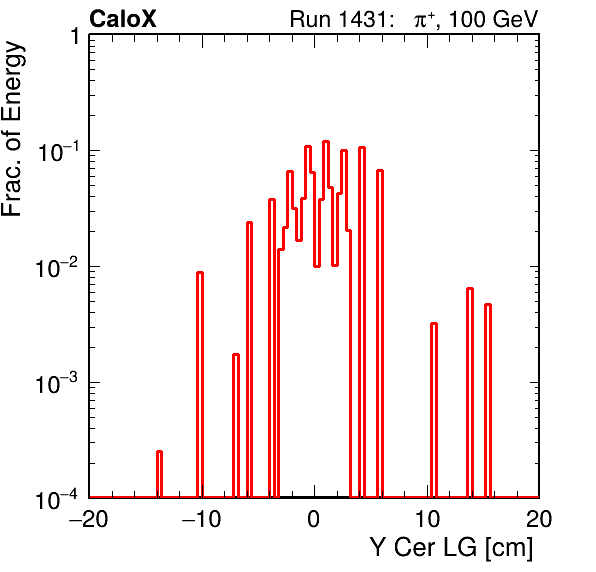 CaloX Run 1431: π⁺, 100 GeV
Frac. of Energy
1
10⁻¹
10⁻²
10⁻³
10⁻⁴
−20 −10 0 10 20
Y Cer LG [cm]